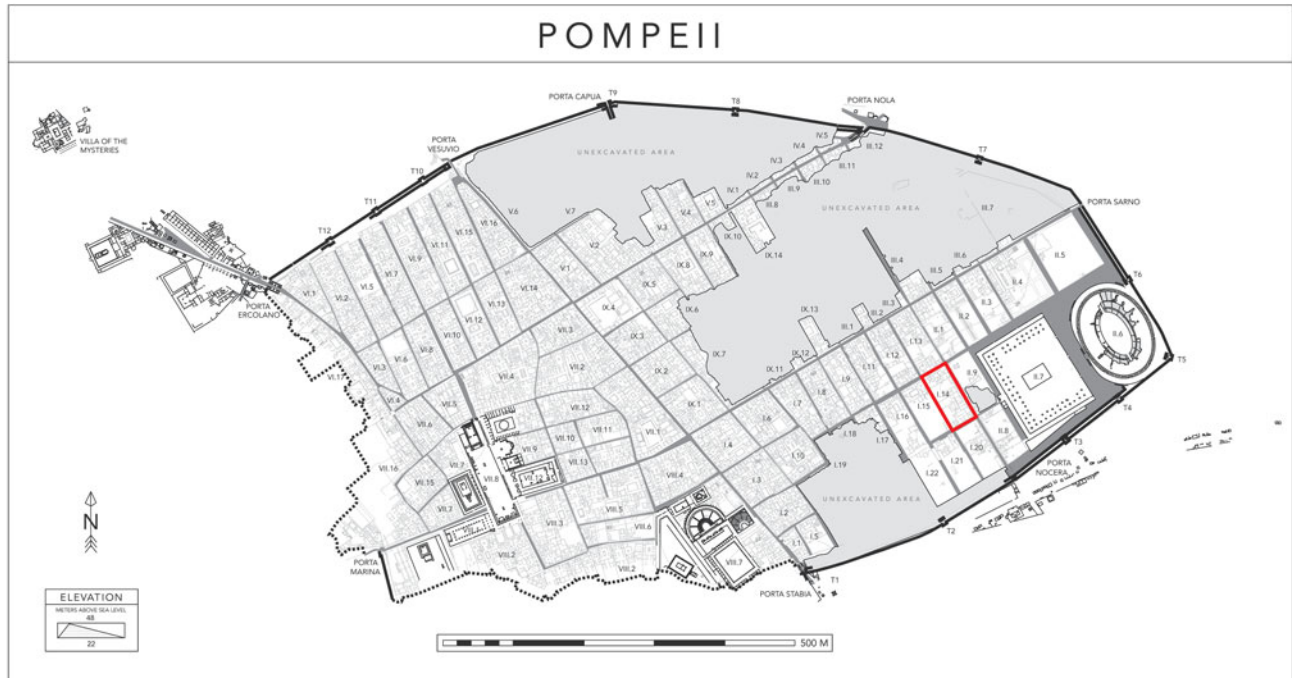 POMPEII
PORTA CAPUA
T9
T8
PORTA NOLA
VILLA OF THE
MYSTERIES
PORTA
VESUVIO
UNEXCAVATED AREA
IV.5
IV.4
IV.3
IV.2
IV.1
III.12
III.11
III.10
III.9
III.8
T7
T10
T11
T12
VI.16
VI.15
VI.11
VI.9
VI.7
VI.5
VI.2
VI.1
V.6
V.7
V.5
V.4
V.3
V.2
V.1
UNEXCAVATED AREA
III.7
PORTA SARNO
IX.10
IX.14
IX.9
IX.8
IX.5
IX.6
IX.4
IX.3
IX.7
IX.2
IX.1
IX.13
IX.12
IX.11
III.6
III.5
III.4
III.3
III.2
III.1
II.5
II.4
II.3
II.2
II.1
T6
II.6
T5
II.7
T4
II.9
II.8
T3
PORTA
ERCOLANO
VI.14
VI.13
VI.12
VI.10
VI.8
VI.6
VI.3
VI.4
VI.17
VII.3
VII.2
VII.4
VII.5
VII.6
VII.12
VII.11
VII.10
VII.9
VII.1
VII.13
VII.12
VII.8
VII.7
VII.16
VII.15
VII.7
I.13
I.12
I.11
I.9
I.8
I.7
I.6
I.4
I.14
I.15
I.16
I.17
I.18
I.10
I.19
I.3
I.20
I.21
I.22
I.2
I.1
I.5
UNEXCAVATED AREA
PORTA
NOCERA
T2
VIII.4
VIII.5
VIII.6
VIII.3
VIII.2
VIII.2
VIII.7
N
PORTA
MARINA
PORTA STABIA
T1
ELEVATION
METERS ABOVE SEA LEVEL
48
22
500 M